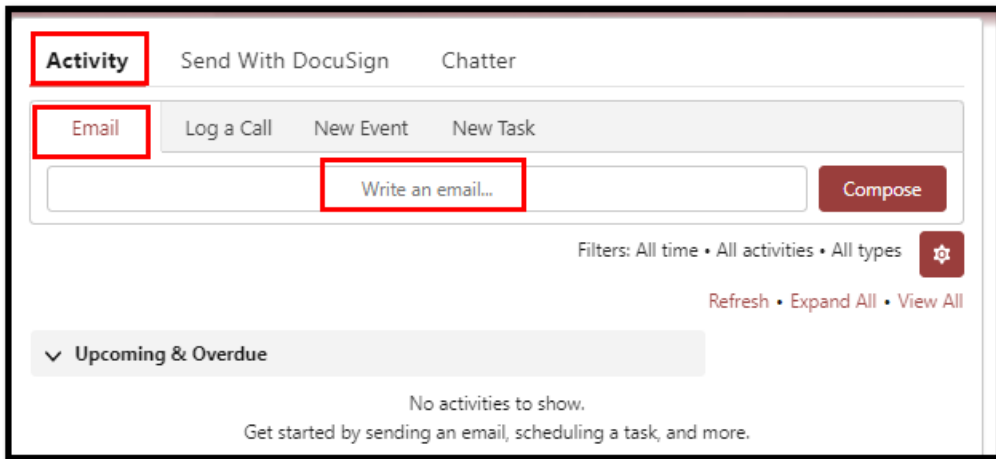 Activity Send With DocuSign Chatter
Email Log a Call New Event New Task
Write an email... Compose
Filters: All time • All activities • All types
Refresh • Expand All • View All
Upcoming & Overdue
No activities to show.
Get started by sending an email, scheduling a task, and more.